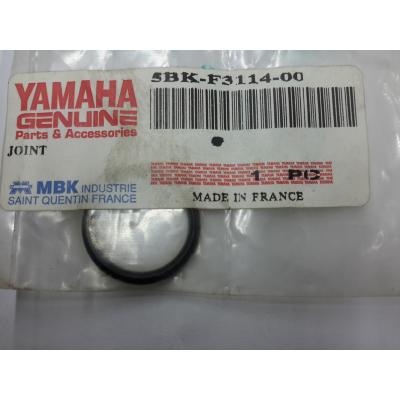 YAMAHA
GENUINE
Parts & Accessories
JOINT
MBK INDUSTRIE
SAINT QUENTIN FRANCE
5BK-F3114-00
1 PC
MADE IN FRANCE